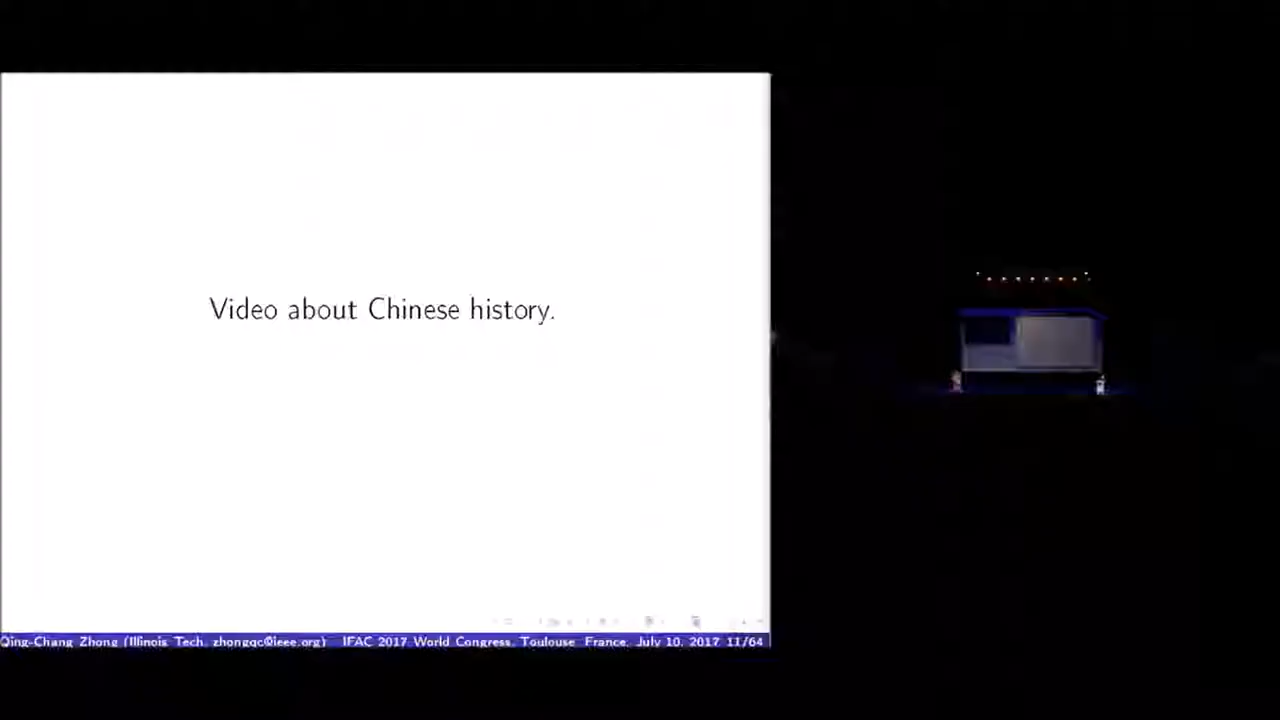 Video about Chinese history.
Qing-Chang Zhong (Illinois Tech, zhongqc@ieee.org) IFAC 2017 World Congress, Toulouse, France, July 10, 2017 11/64